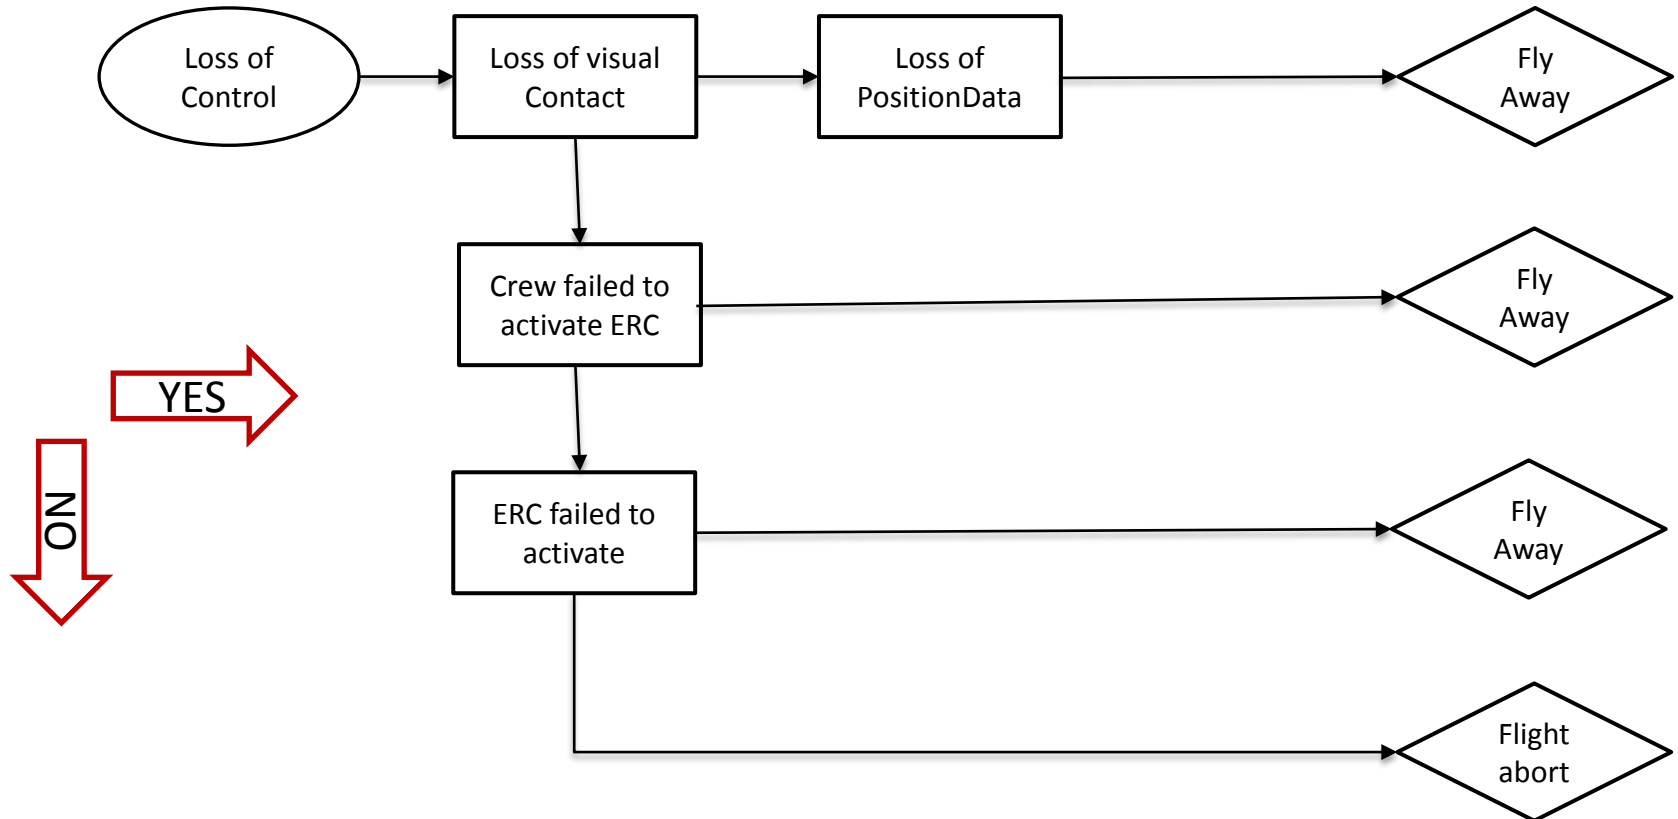 Loss of
Control
Loss of visual
Contact
Loss of
PositionData
Fly
Away
Crew failed to
activate ERC
Fly
Away
YES
NO
ERC failed to
activate
Fly
Away
Flight
abort